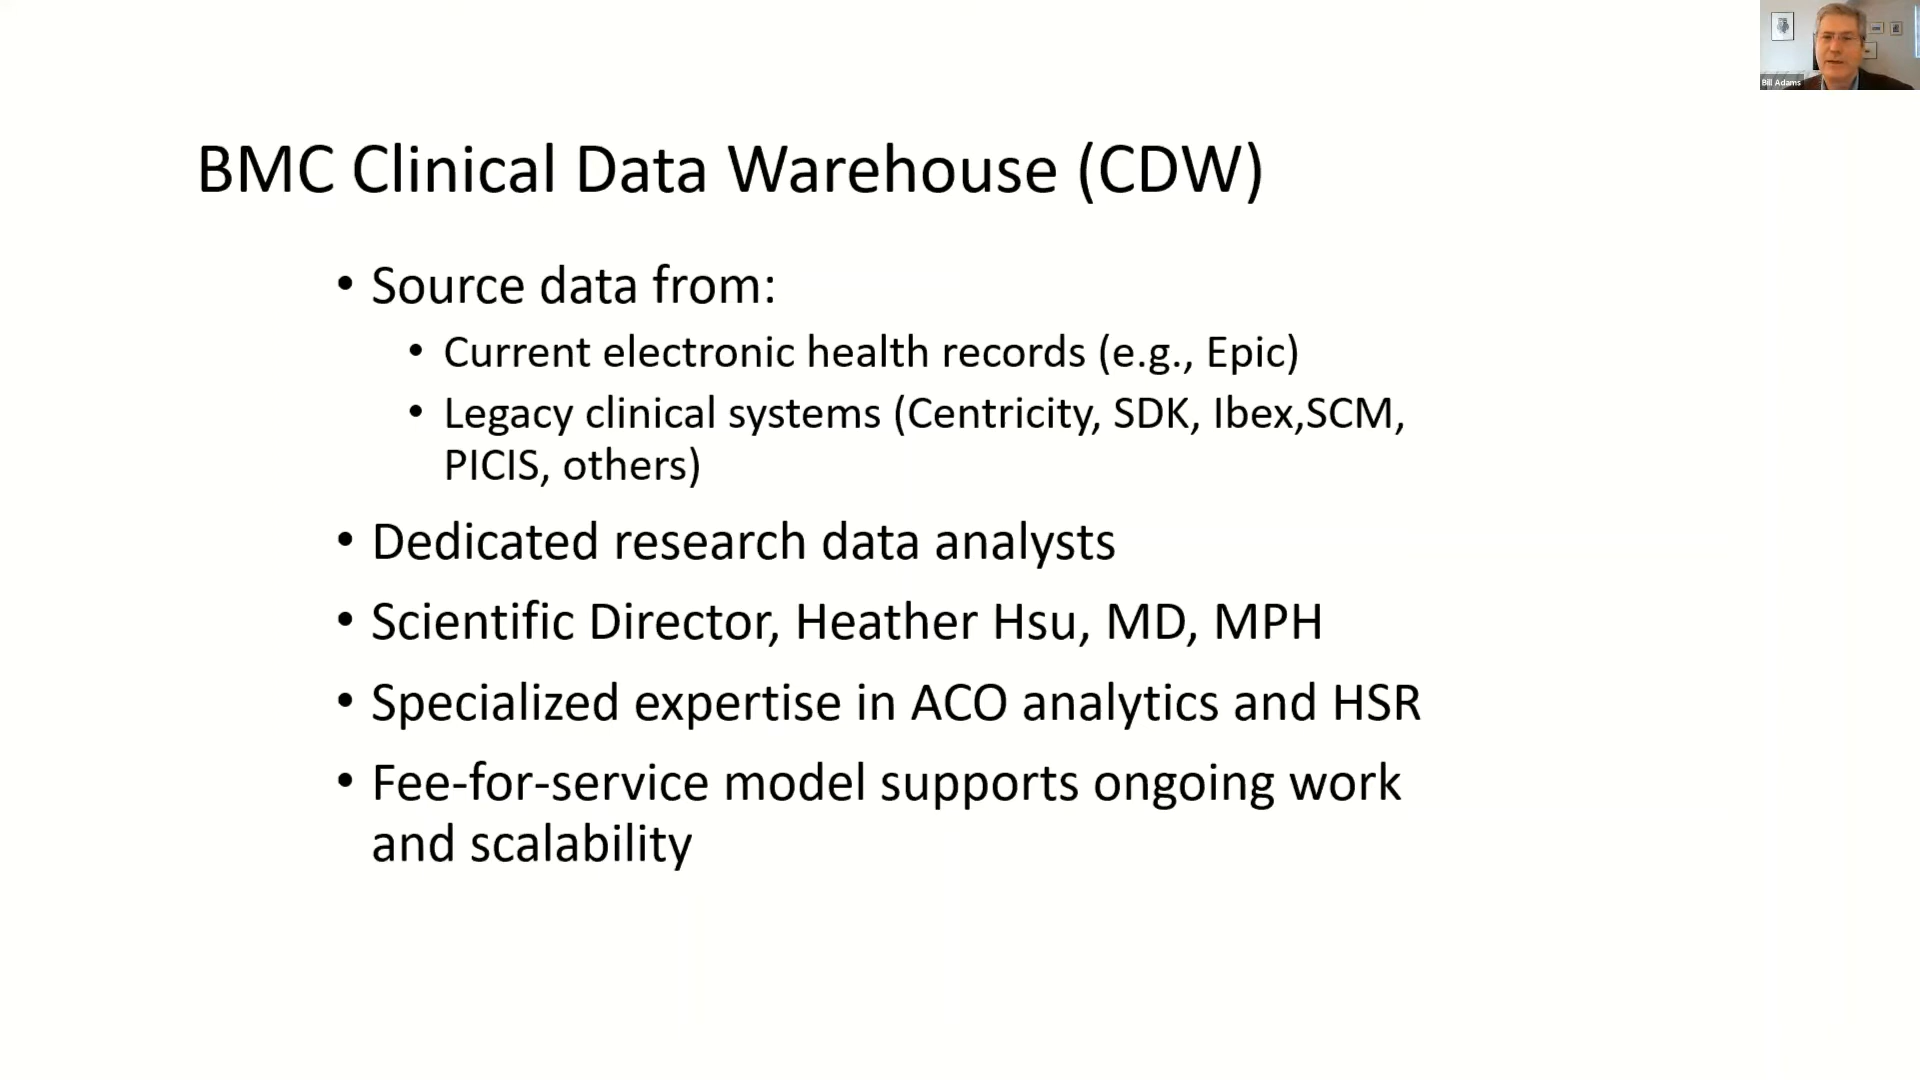 Bill Adams
BMC Clinical Data Warehouse (CDW)
• Source data from:
• Current electronic health records (e.g., Epic)
• Legacy clinical systems (Centricity, SDK, Ibex,SCM,
PICIS, others)
• Dedicated research data analysts
• Scientific Director, Heather Hsu, MD, MPH
• Specialized expertise in ACO analytics and HSR
• Fee-for-service model supports ongoing work
and scalability